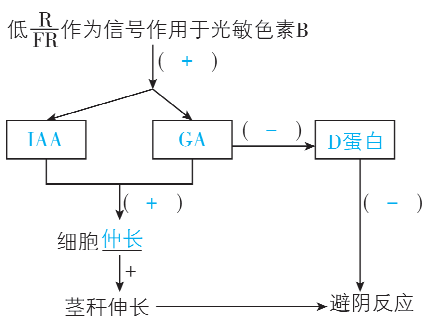 低R/FR作为信号作用于光敏色素B
( + )
IAA
GA
( - )
D蛋白
( + )
( - )
细胞伸长
+
茎秆伸长
避阴反应